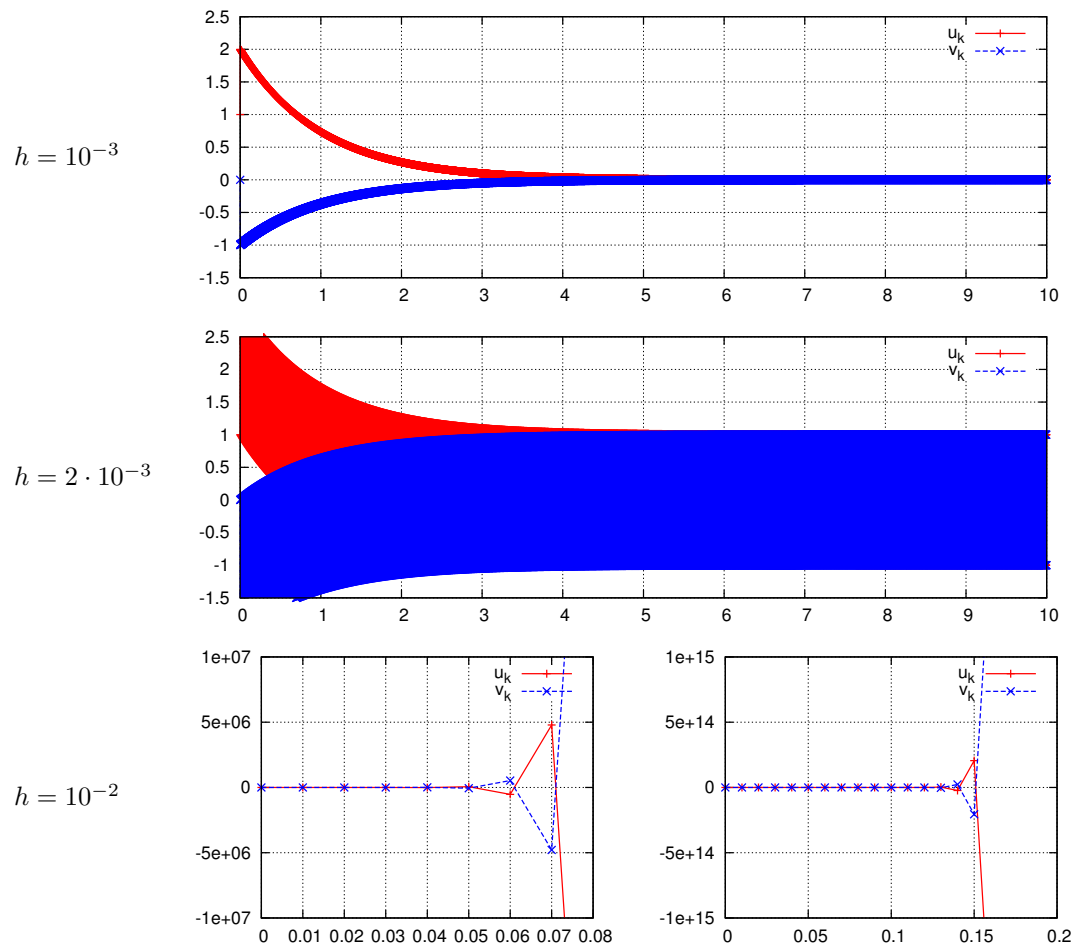 h = 10⁻³
2.5
2
1.5
1
0.5
0
-0.5
-1
-1.5
0 1 2 3 4 5 6 7 8 9 10
u_k
v_k
h = 2 · 10⁻³
2.5
2
1.5
1
0.5
0
-0.5
-1
-1.5
0 1 2 3 4 5 6 7 8 9 10
u_k
v_k
h = 10⁻²
1e+07
5e+06
0
-5e+06
-1e+07
0 0.01 0.02 0.03 0.04 0.05 0.06 0.07 0.08
u_k
v_k
1e+15
5e+14
0
-5e+14
-1e+15
0 0.05 0.1 0.15 0.2
u_k
v_k